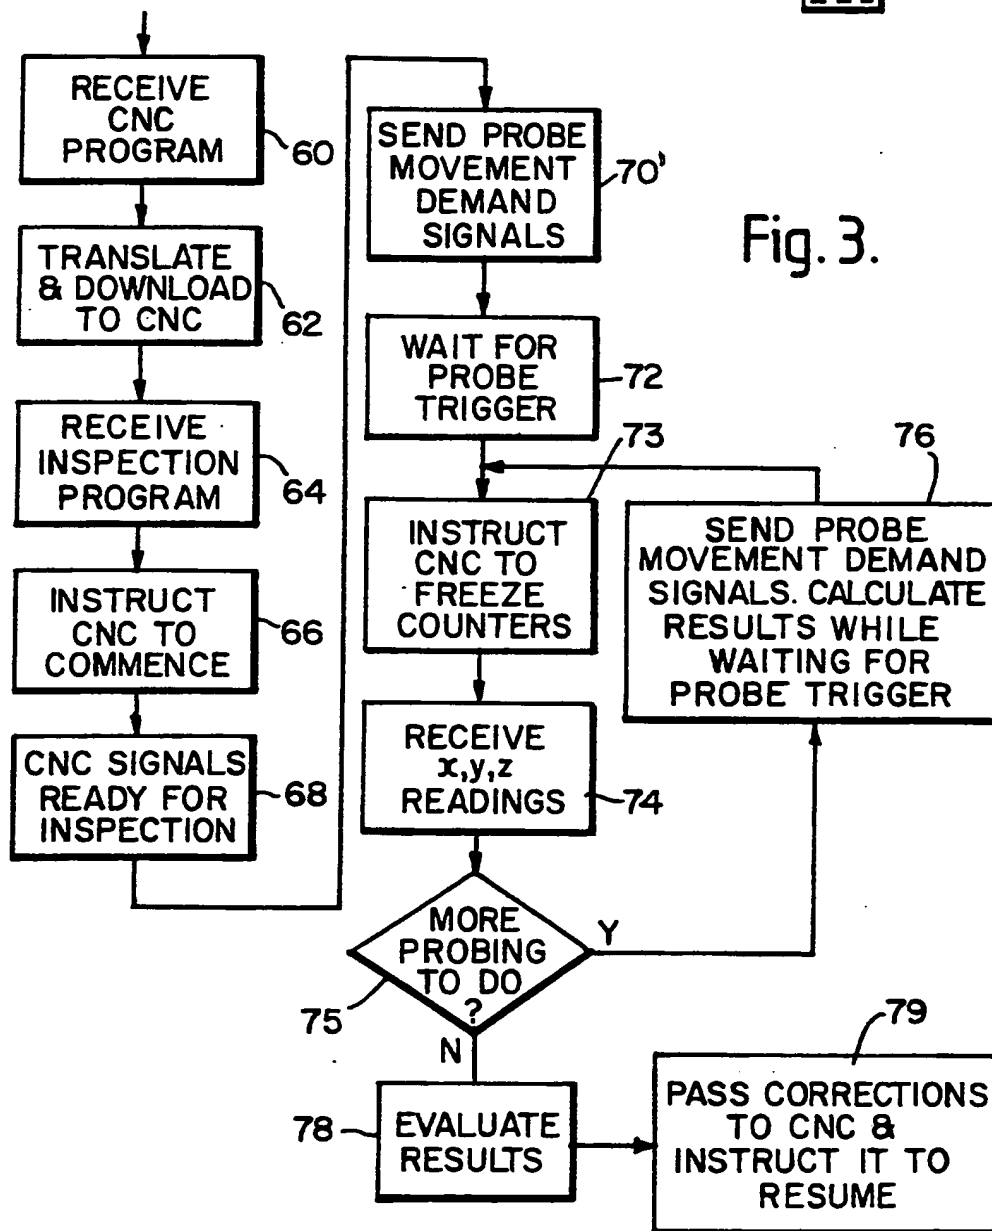 RECEIVE
CNC
PROGRAM
60
TRANSLATE
& DOWNLOAD
TO CNC
62
RECEIVE
INSPECTION
PROGRAM
64
INSTRUCT
CNC TO
COMMENCE
66
CNC SIGNALS
READY FOR
INSPECTION
68
SEND PROBE
MOVEMENT
DEMAND
SIGNALS
70'
Fig. 3.
WAIT FOR
PROBE
TRIGGER
72
73
INSTRUCT
CNC TO
FREEZE
COUNTERS
76
SEND PROBE
MOVEMENT DEMAND
SIGNALS. CALCULATE
RESULTS WHILE
WAITING FOR
PROBE TRIGGER
RECEIVE
x,y,z
READINGS
74
MORE
PROBING
TO DO
?
75
Y
N
78
EVALUATE
RESULTS
79
PASS CORRECTIONS
TO CNC &
INSTRUCT IT TO
RESUME